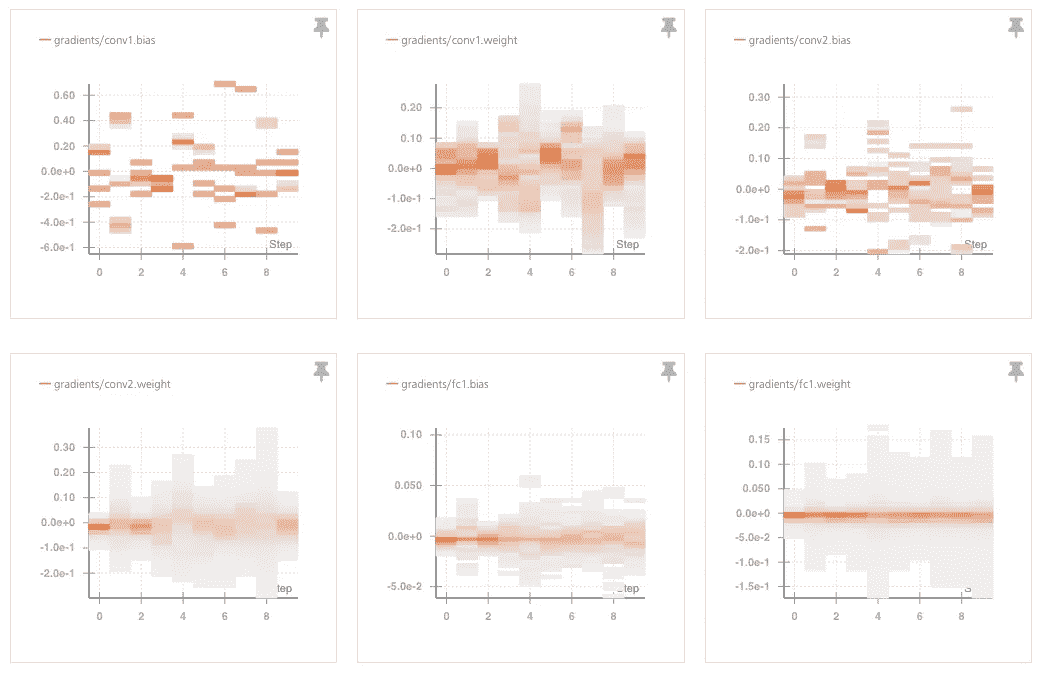 gradients/conv1.bias
0.60
0.40
0.20
0.0e+0
-2.0e-1
-4.0e-1
-6.0e-1
Step
0 2 4 6 8
gradients/conv1.weight
0.20
0.10
0.0e+0
-1.0e-1
-2.0e-1
Step
0 2 4 6 8
gradients/conv2.bias
0.30
0.20
0.10
0.0e+0
-1.0e-1
-2.0e-1
Step
0 2 4 6 8
gradients/conv2.weight
0.30
0.20
0.10
0.0e+0
-1.0e-1
-2.0e-1
tep
0 2 4 6 8
gradients/fc1.bias
0.10
0.050
0.0e+0
-5.0e-2
Step
0 2 4 6 8
gradients/fc1.weight
0.15
0.10
0.050
0.0e+0
-5.0e-2
-1.0e-1
-1.5e-1
S
0 2 4 6 8